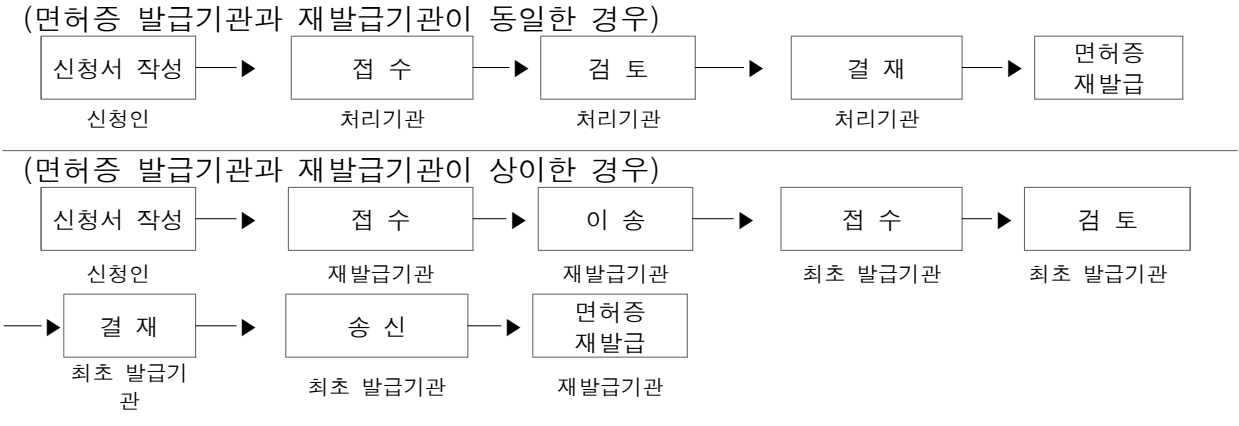 (면허증 발급기관과 재발급기관이 동일한 경우)
신청서 작성 접 수 검 토 결 재 면허증
재발급
신청인 처리기관 처리기관 처리기관
(면허증 발급기관과 재발급기관이 상이한 경우)
신청서 작성 접 수 이 송 접 수 검 토
신청인 재발급기관 재발급기관 최초 발급기관 최초 발급기관
결 재 송 신 면허증
재발급
최초 발급기
관 최초 발급기관 재발급기관